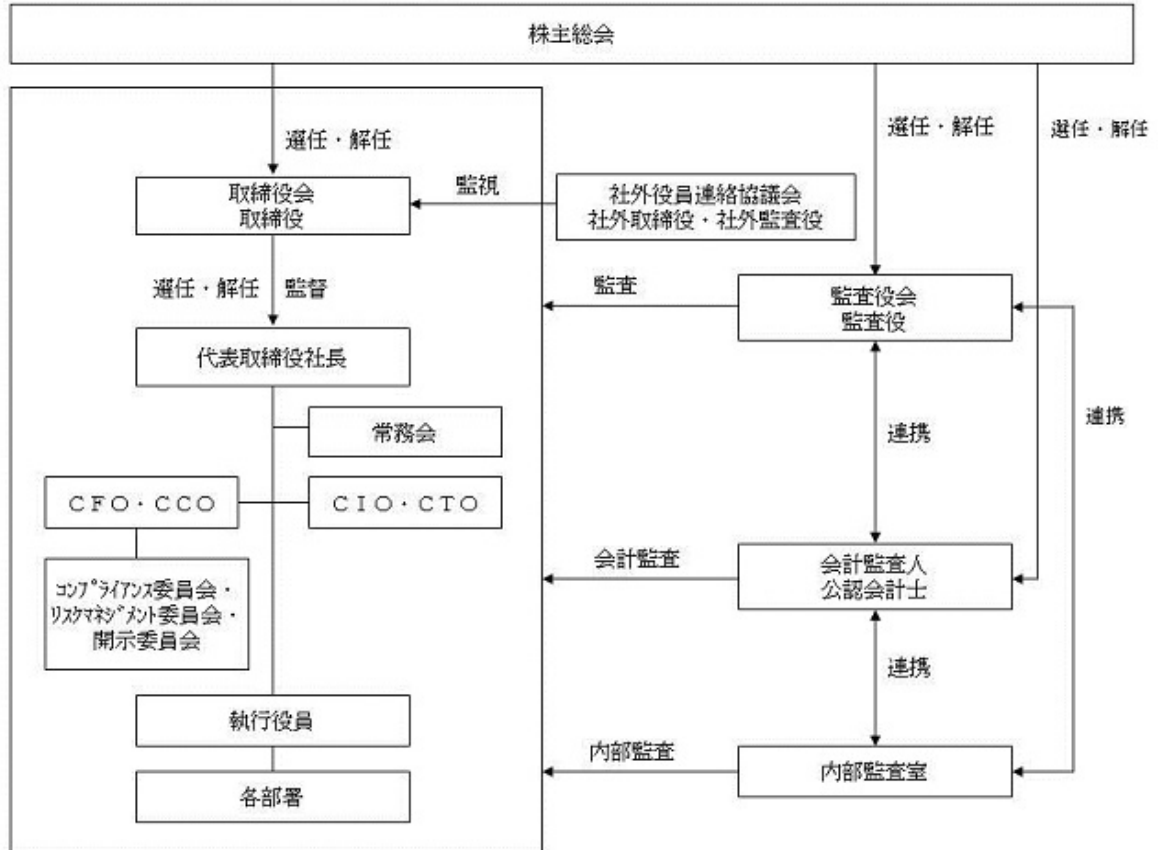 株主総会
選任・解任
選任・解任
選任・解任
取締役会
取締役
監視
社外役員連絡協議会
社外取締役・社外監査役
選任・解任
監督
監査
監査役会
監査役
代表取締役社長
常務会
連携
連携
CFO・CCO
CIO・CTO
コンプライアンス委員会・
リスクマネジメント委員会・
開示委員会
会計監査
会計監査人
公認会計士
連携
執行役員
内部監査
内部監査室
各部署